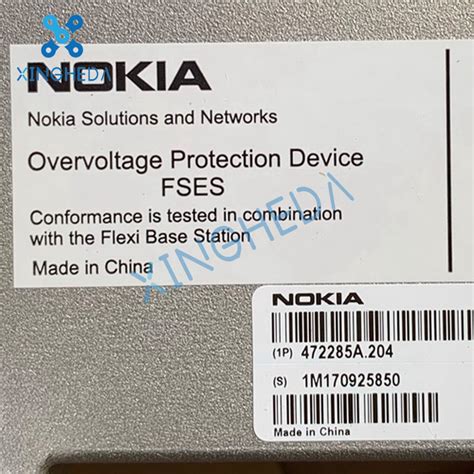 XINGHEDA
NOKIA
Nokia Solutions and Networks
Overvoltage Protection Device
FSES
Conformance is tested in combination
with the Flexi Base Station
Made in China
XINGHEDA
NOKIA
(1P) 472285A.204
(S) 1M170925850
Made in China